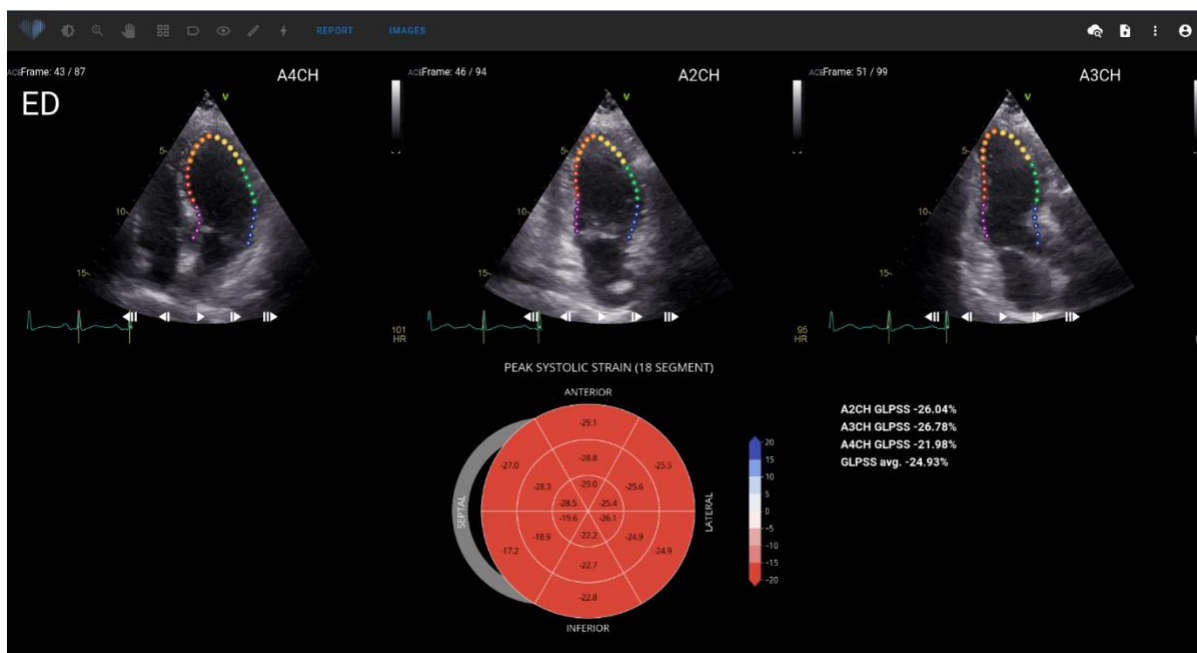 REPORT IMAGES
Frame: 43 / 87
A4CH
ED
V
5
10
15
Frame: 46 / 94
A2CH
V
5
10
15
101
HR
Frame: 51 / 99
A3CH
V
5
10
15
95
HR
PEAK SYSTOLIC STRAIN (18 SEGMENT)
ANTERIOR
-29.1
-27.0
-28.8
-25.5
-28.3
-29.0
-25.6
-28.5
-25.4
SEPTAL
LATERAL
-19.6
-26.1
-18.9
-22.2
-24.9
-17.2
-22.7
-24.9
-22.8
INFERIOR
20
15
10
5
0
-5
-10
-15
-20
A2CH GLPSS -26.04%
A3CH GLPSS -26.78%
A4CH GLPSS -21.98%
GLPSS avg. -24.93%